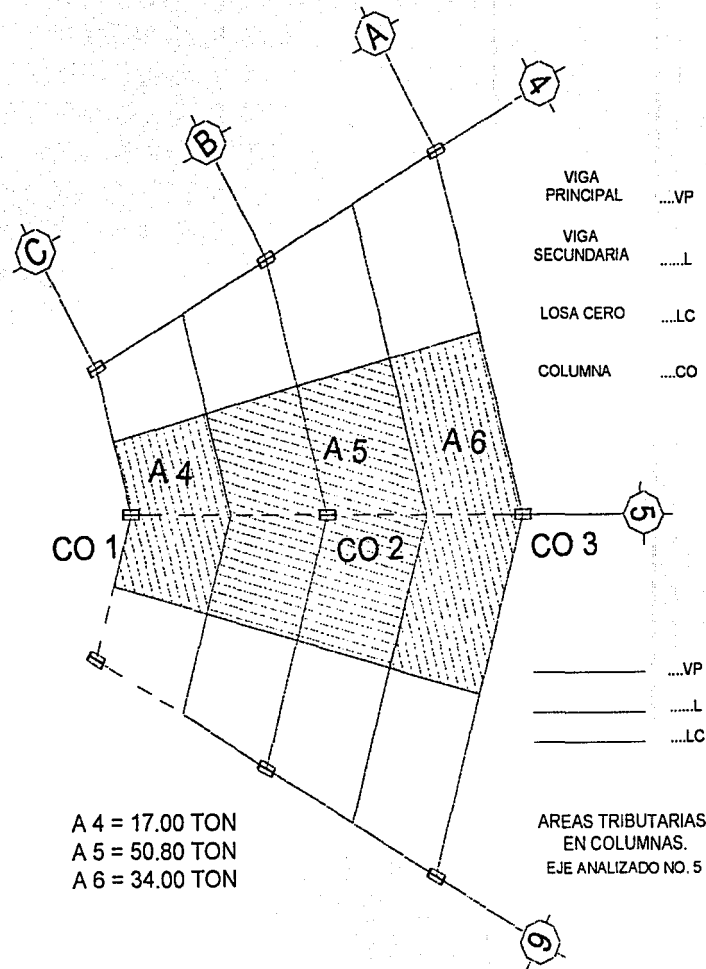 A
4
B
C
VIGA
PRINCIPAL ....VP
VIGA
SECUNDARIA ......L
LOSA CERO ....LC
COLUMNA ....CO
A 4
A 5
A 6
CO 1
CO 2
CO 3
5
....VP
......L
....LC
A 4 = 17.00 TON
A 5 = 50.80 TON
A 6 = 34.00 TON
AREAS TRIBUTARIAS
EN COLUMNAS.
EJE ANALIZADO NO. 5
6